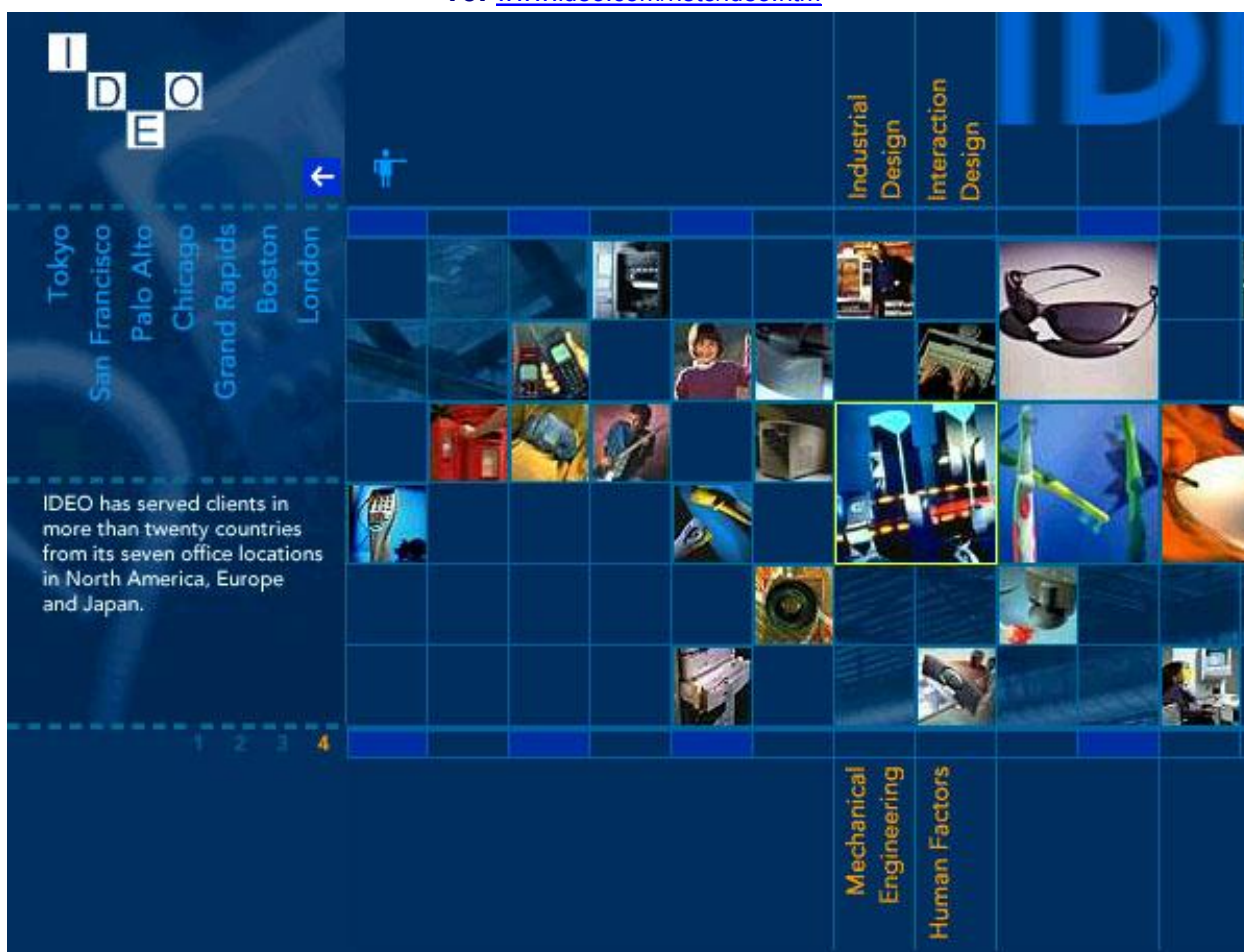 IDEO
Industrial
Design
Interaction
Design
Tokyo
San Francisco
Palo Alto
Chicago
Grand Rapids
Boston
London
IDEO has served clients in
more than twenty countries
from its seven office locations
in North America, Europe
and Japan.
1 2 3 4
Mechanical
Engineering
Human Factors